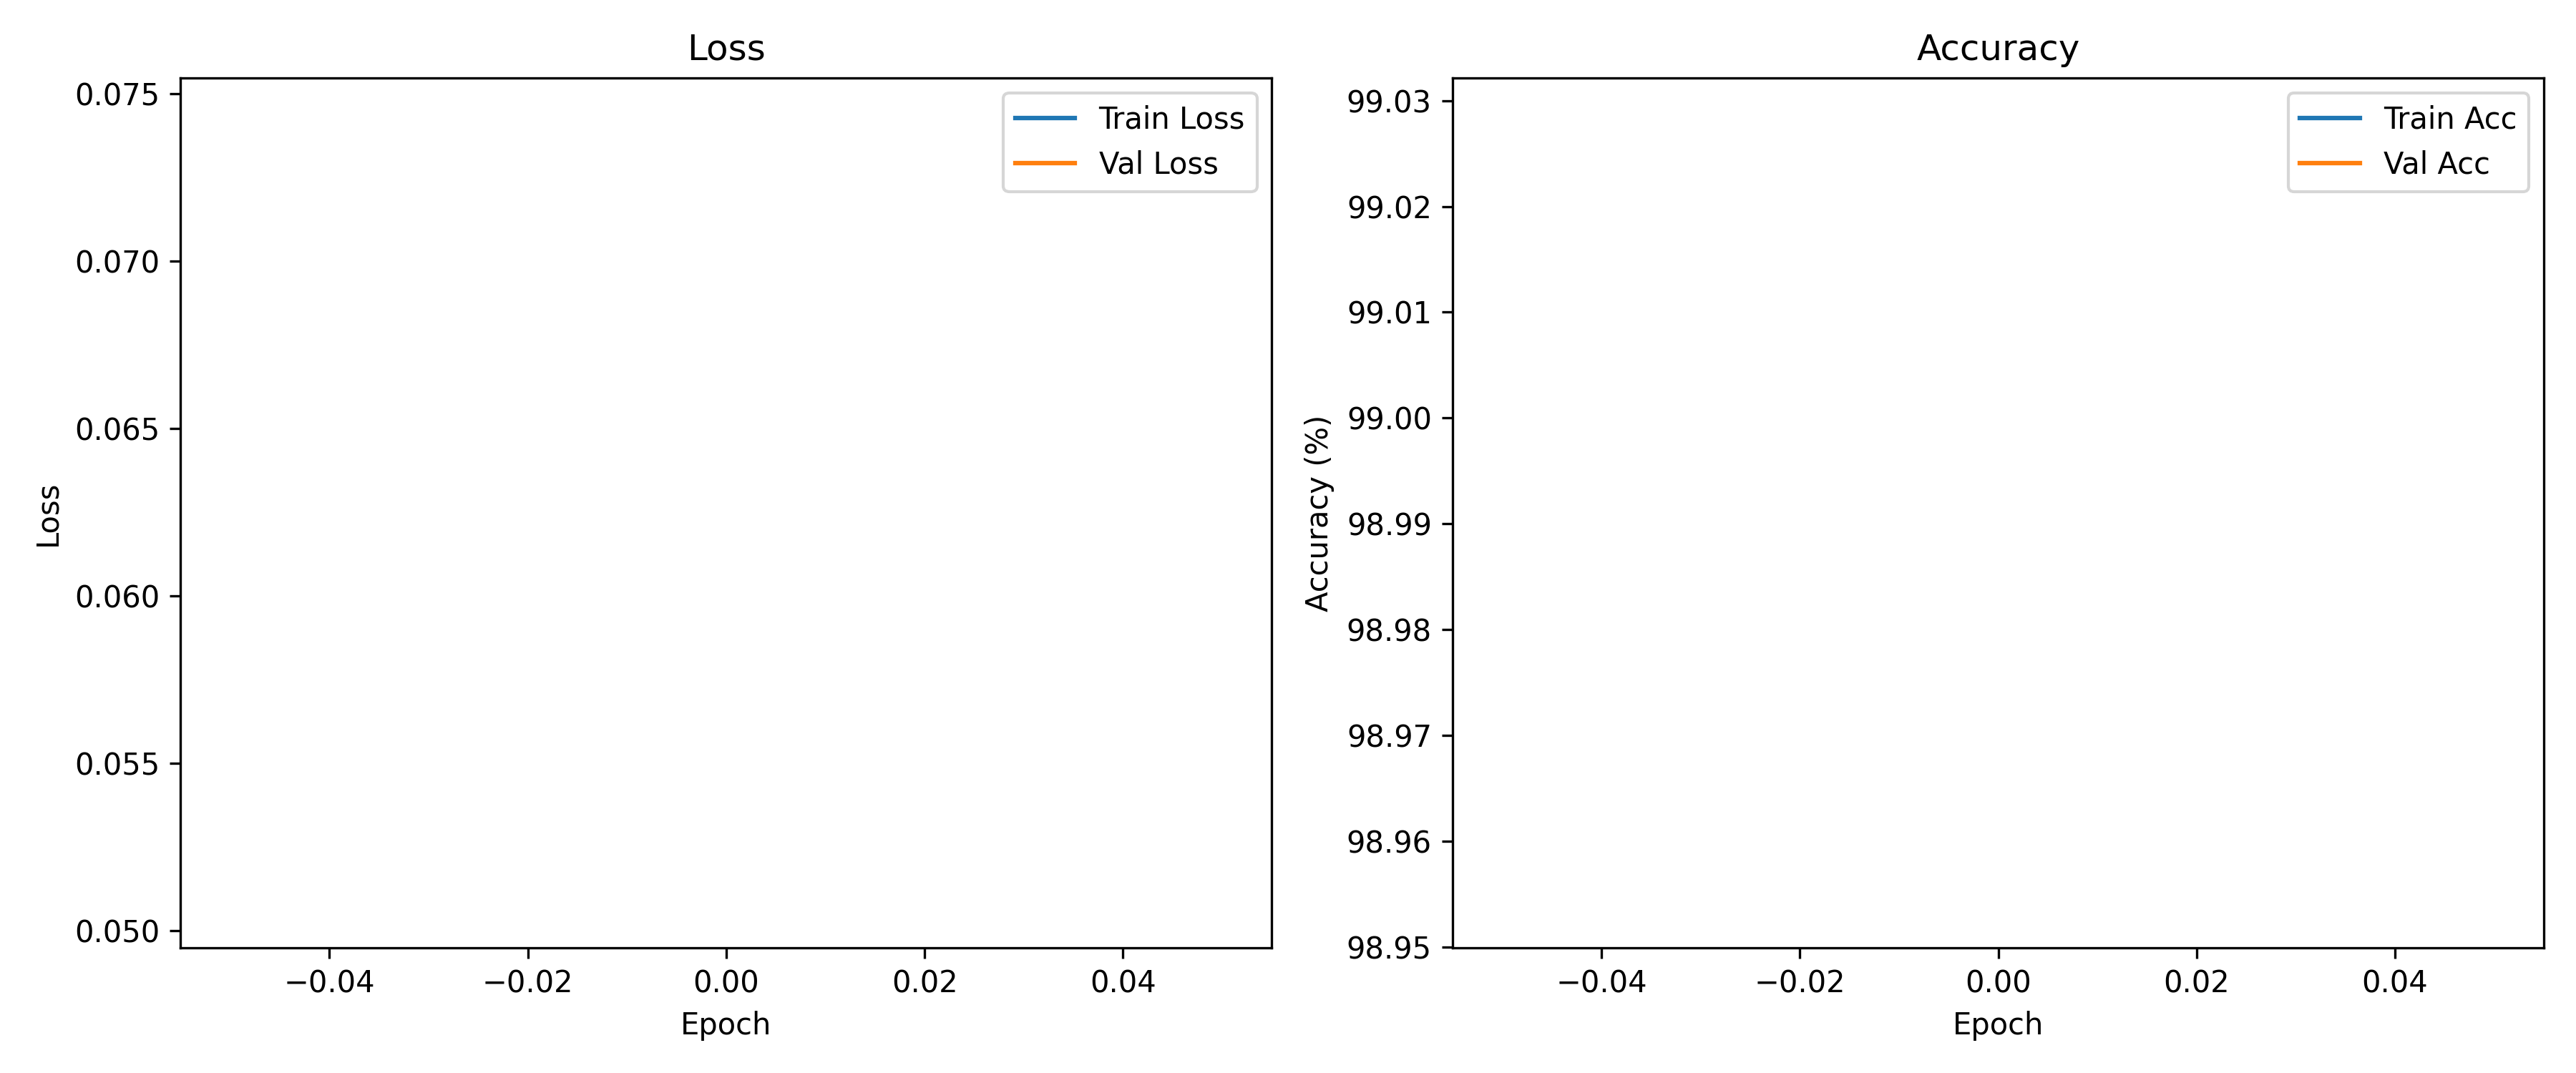 Loss
Train Loss
Val Loss
0.075
0.070
0.065
0.060
0.055
0.050
Loss
−0.04
−0.02
0.00
0.02
0.04
Epoch
Accuracy
Train Acc
Val Acc
99.03
99.02
99.01
99.00
98.99
98.98
98.97
98.96
98.95
Accuracy (%)
−0.04
−0.02
0.00
0.02
0.04
Epoch